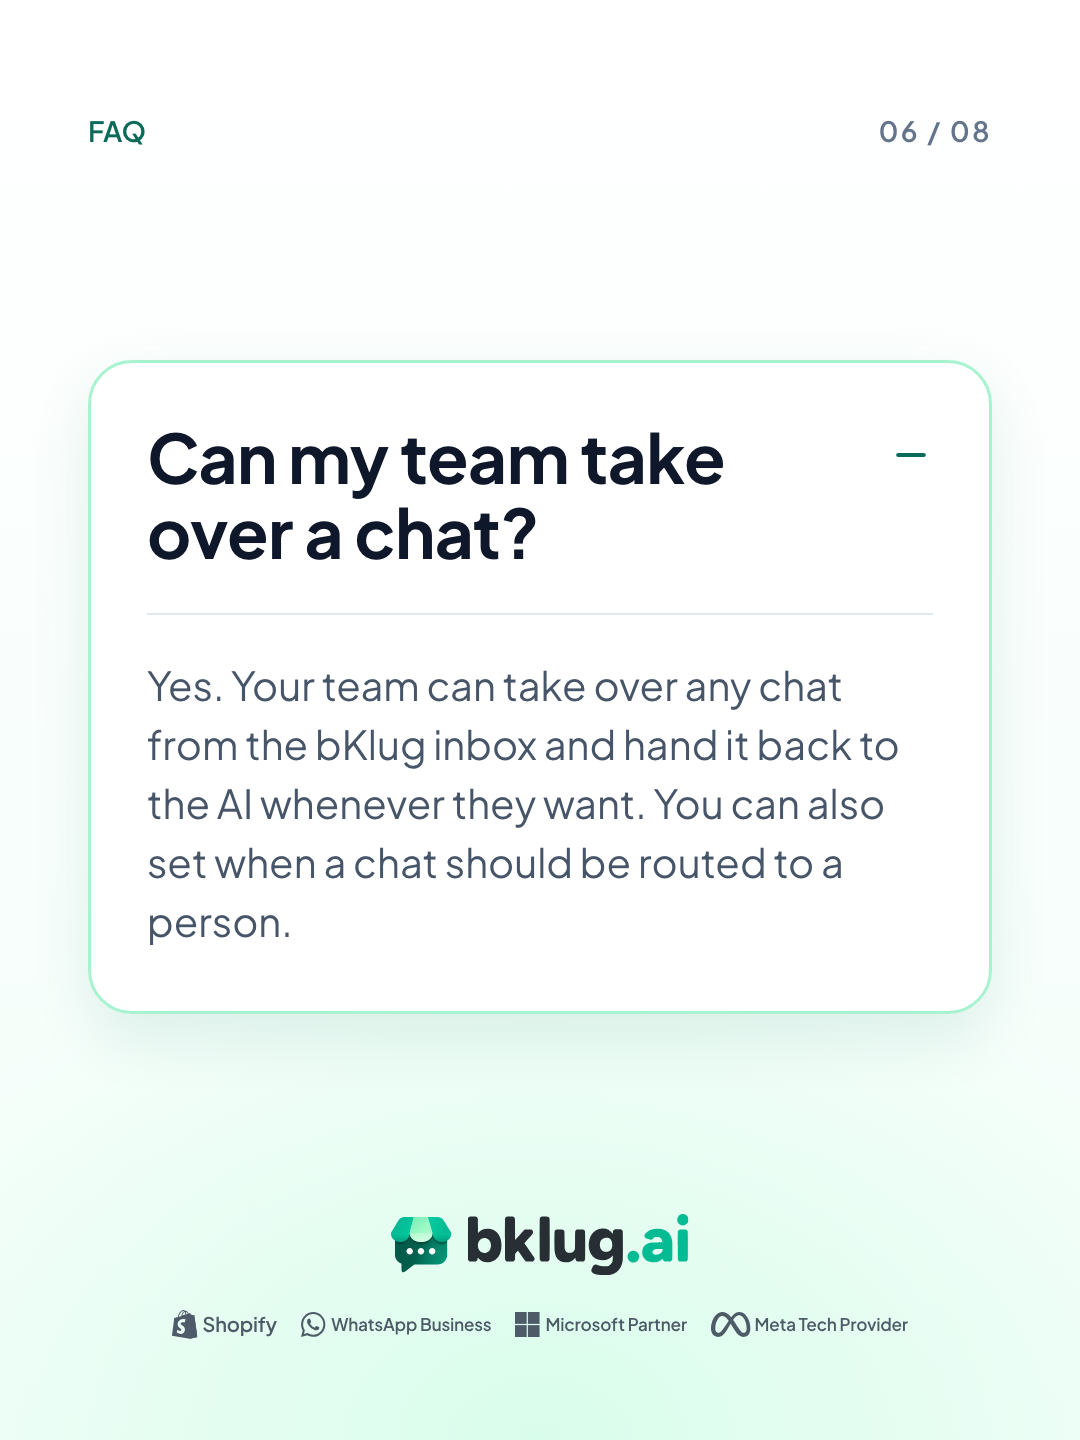 FAQ
06 / 08
Can my team take
over a chat?
Yes. Your team can take over any chat
from the bKlug inbox and hand it back to
the AI whenever they want. You can also
set when a chat should be routed to a
person.
bklug.ai
Shopify WhatsApp Business Microsoft Partner Meta Tech Provider